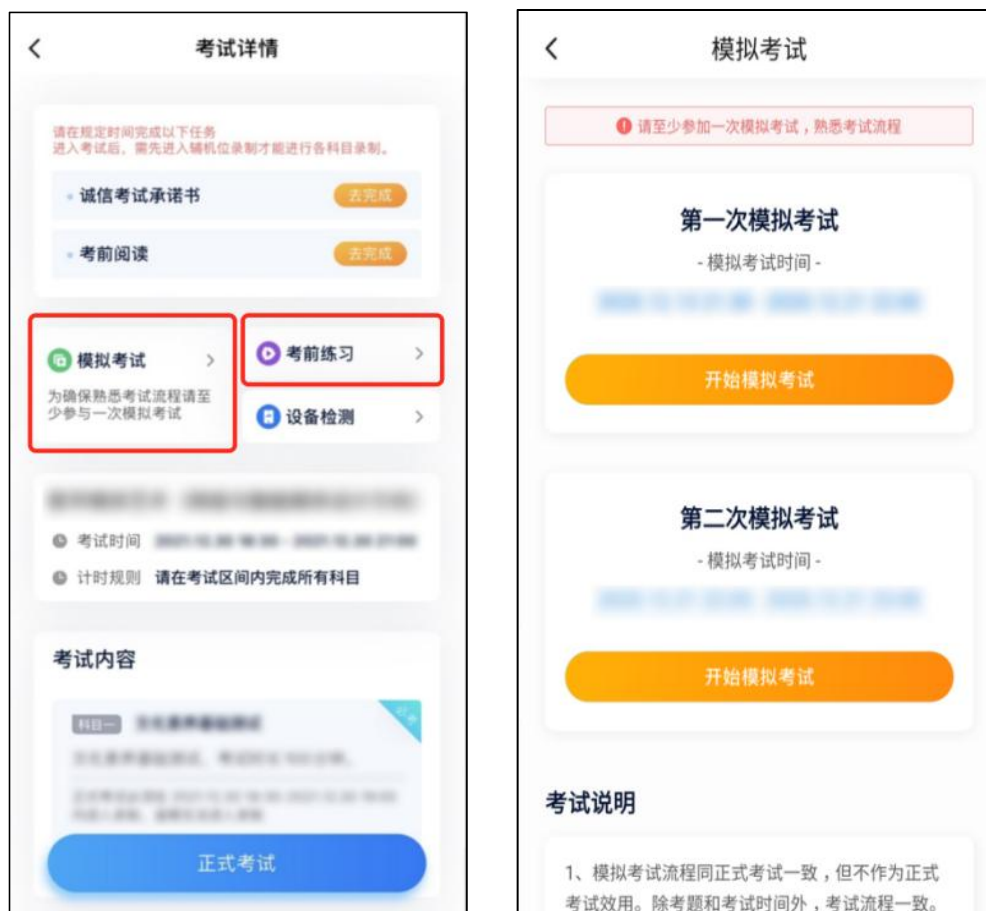 考试详情
请在规定时间完成以下任务
进入考试后，需先进入辅机位录制才能进行各科目录制。
诚信考试承诺书
去完成
考前阅读
去完成
模拟考试
为确保熟悉考试流程请至
少参与一次模拟考试
考前练习
设备检测
考试时间
计时规则 请在考试区间内完成所有科目
考试内容
科目一
必考
正式考试
模拟考试
请至少参加一次模拟考试，熟悉考试流程
第一次模拟考试
- 模拟考试时间 -
开始模拟考试
第二次模拟考试
- 模拟考试时间 -
开始模拟考试
考试说明
1、模拟考试流程同正式考试一致，但不作为正式
考试效用。除考题和考试时间外，考试流程一致。